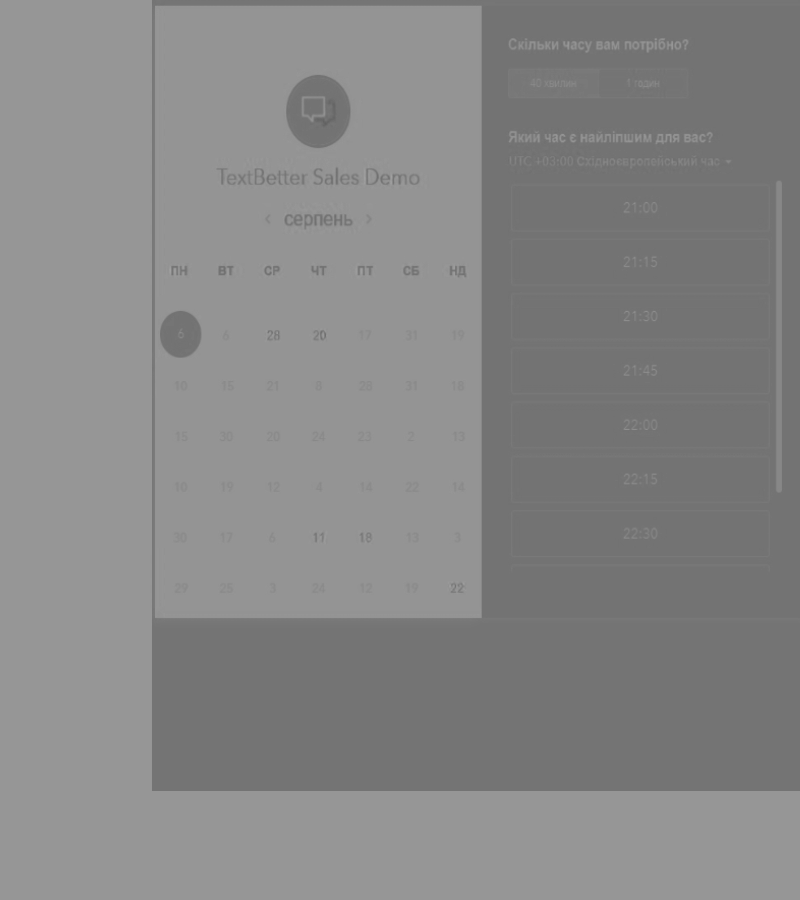 TextBetter Sales Demo
серпень
ПН ВТ СР ЧТ ПТ СБ НД
6 6 28 20 17 31 19
10 15 21 8 25 31 18
15 30 20 24 23 2 13
10 19 12 4 14 22 14
30 17 6 11 18 13 3
29 25 3 24 12 19 22
Скільки часу вам потрібно?
40 хвилин 1 годин
Який час є найліпшим для вас?
UTC +03:00 Східноєвропейський час
21:00
21:15
21:30
21:45
22:00
22:15
22:30